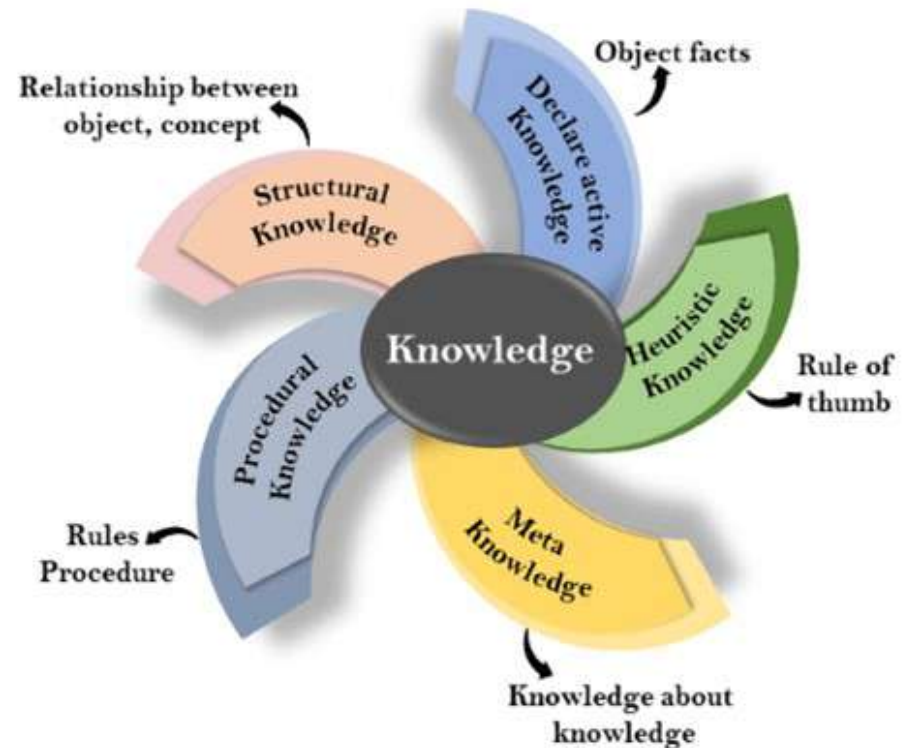 Object facts
Relationship between
object, concept
Declare active
Knowledge
Structural
Knowledge
Knowledge
Heuristic
Knowledge
Rule of
thumb
Procedural
Knowledge
Meta
Knowledge
Rules
Procedure
Knowledge about
knowledge